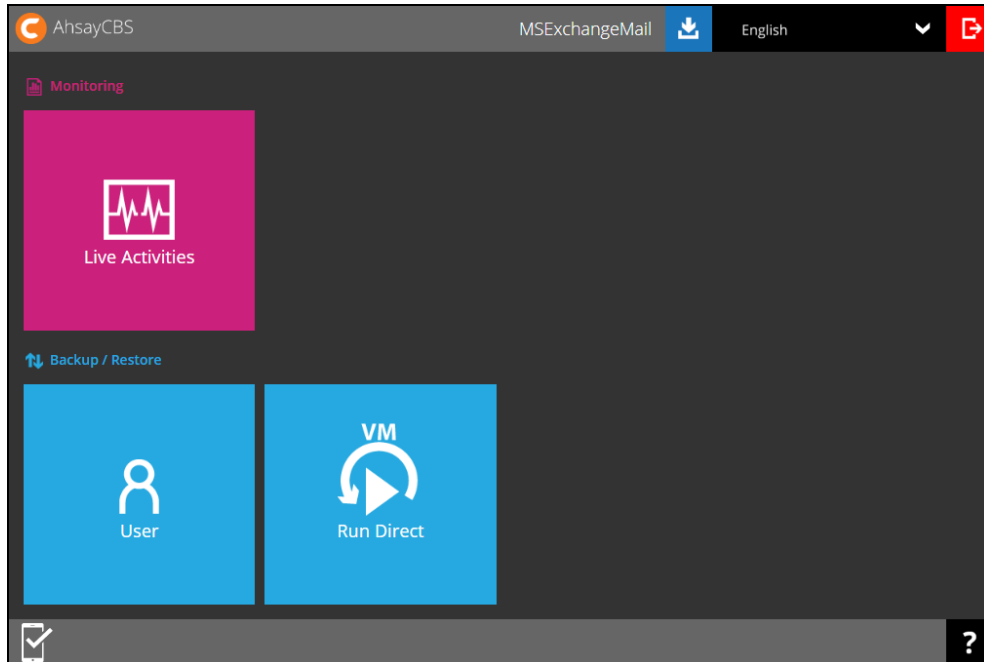 AhsayCBS
MSExchangeMail
English
Monitoring
Live Activities
Backup / Restore
User
VM
Run Direct
?